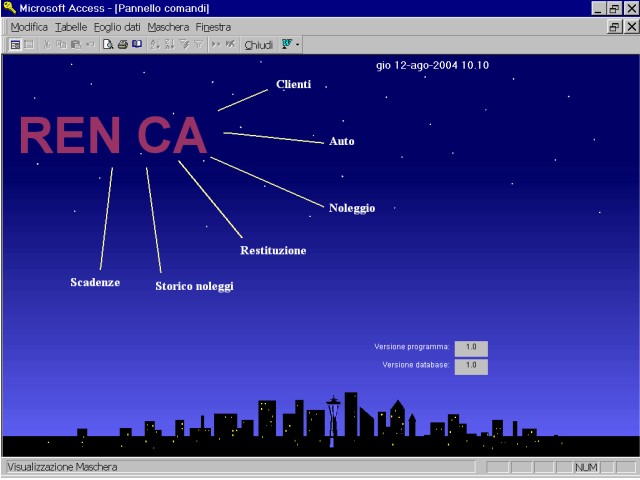 Microsoft Access - [Pannello comandi]
Modifica Tabelle Foglio dati Maschera Finestra
Chiudi
gio 12-ago-2004 10.10
Clienti
REN CA
Auto
Noleggio
Restituzione
Scadenze
Storico noleggi
Versione programma: 1.0
Versione database: 1.0
Visualizzazione Maschera
NUM